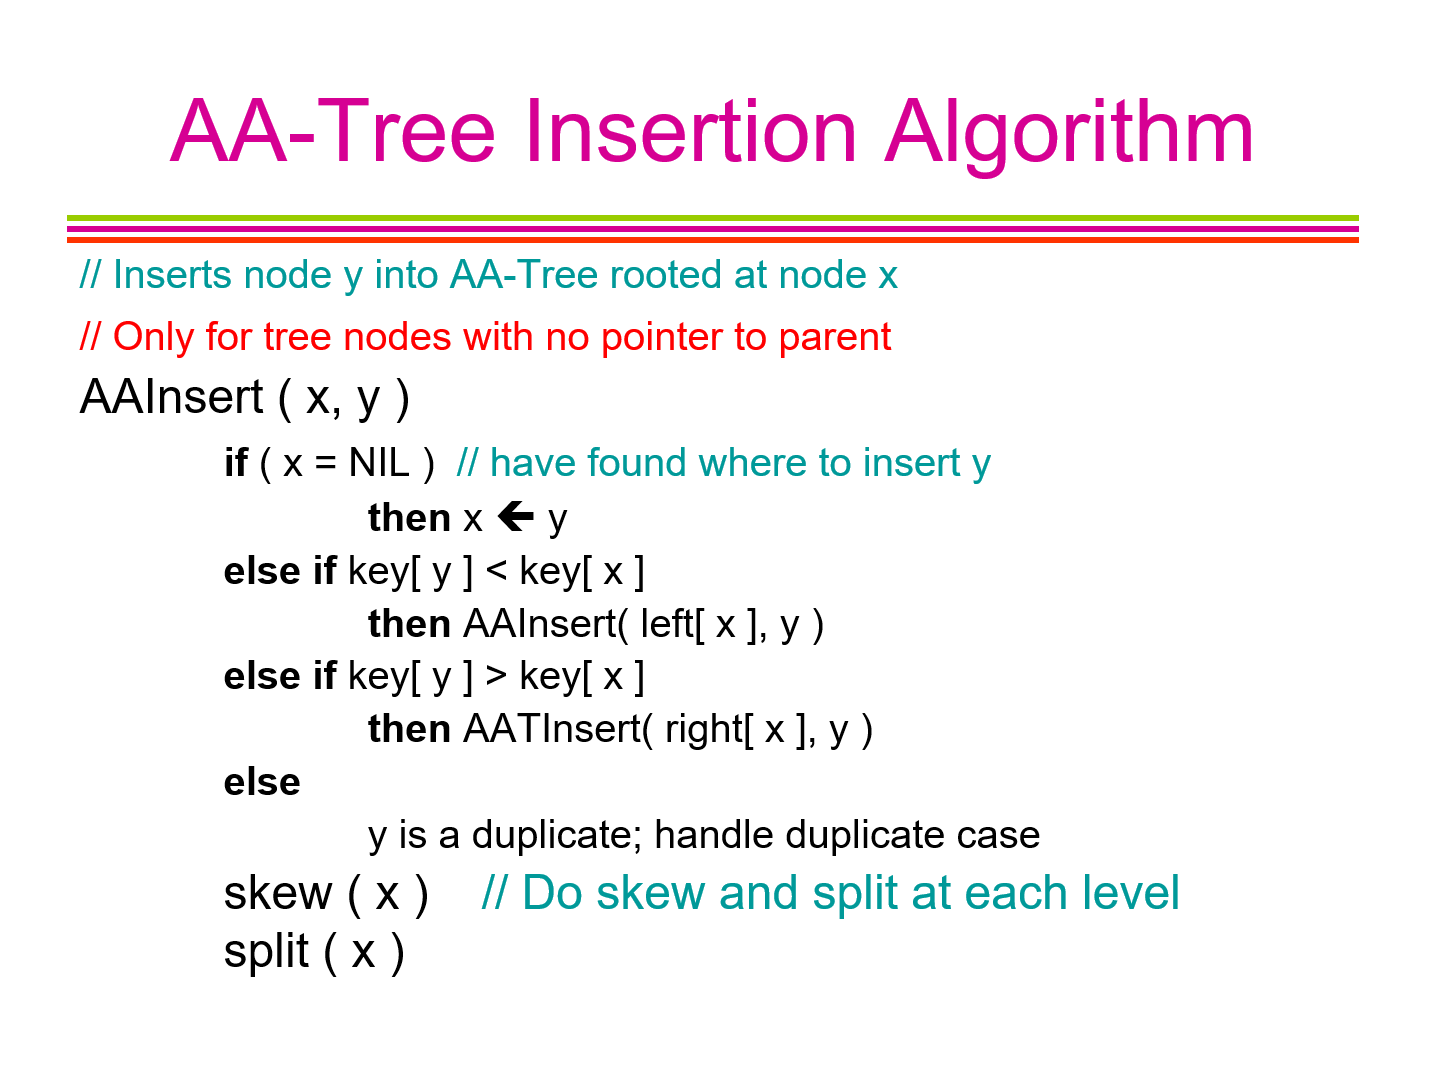 AA-Tree Insertion Algorithm
// Inserts node y into AA-Tree rooted at node x
// Only for tree nodes with no pointer to parent
AAInsert ( x, y )
if ( x = NIL )  // have found where to insert y
then x 🡸 y
else if key[ y ] < key[ x ]
then AAInsert( left[ x ], y )
else if key[ y ] > key[ x ]
then AATInsert( right[ x ], y )
else
y is a duplicate; handle duplicate case
skew ( x )    // Do skew and split at each level
split ( x )